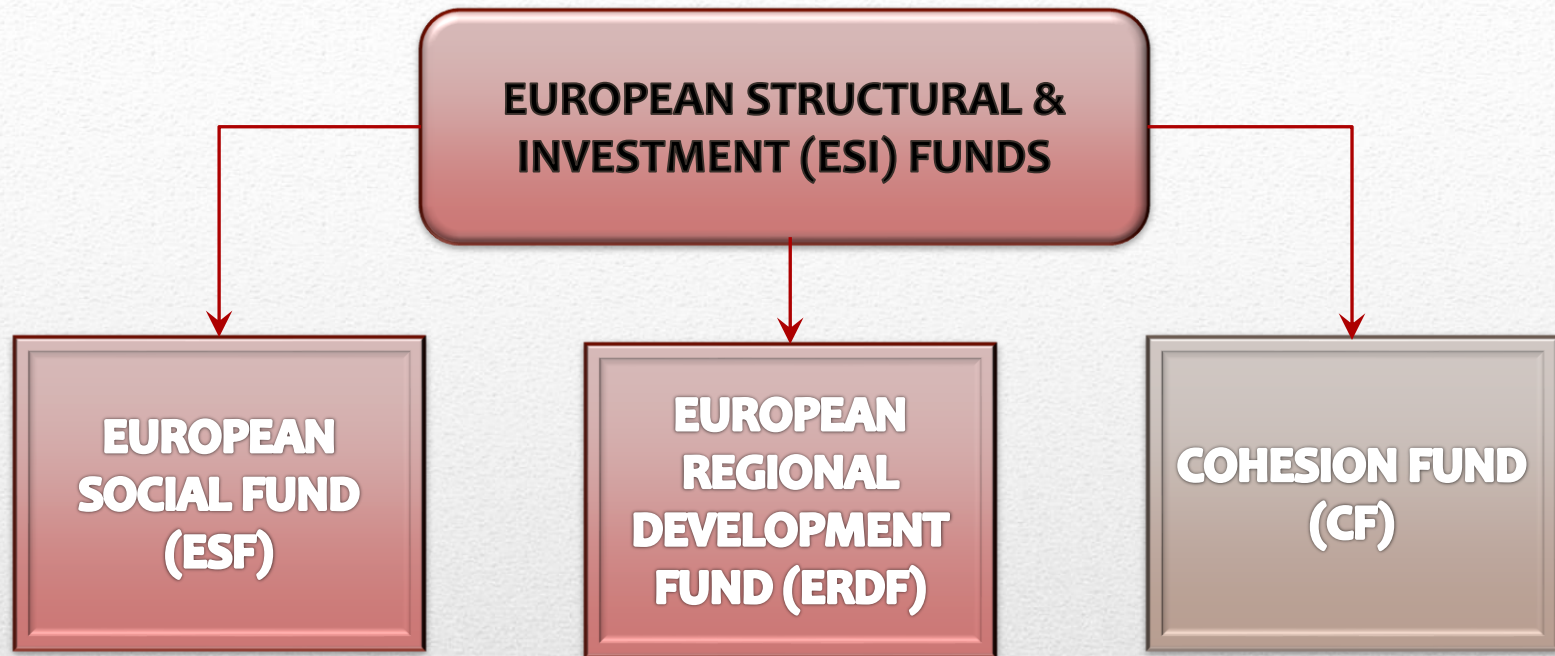 EUROPEAN STRUCTURAL &
INVESTMENT (ESI) FUNDS
EUROPEAN
SOCIAL FUND
(ESF)
EUROPEAN
REGIONAL
DEVELOPMENT
FUND (ERDF)
COHESION FUND
(CF)